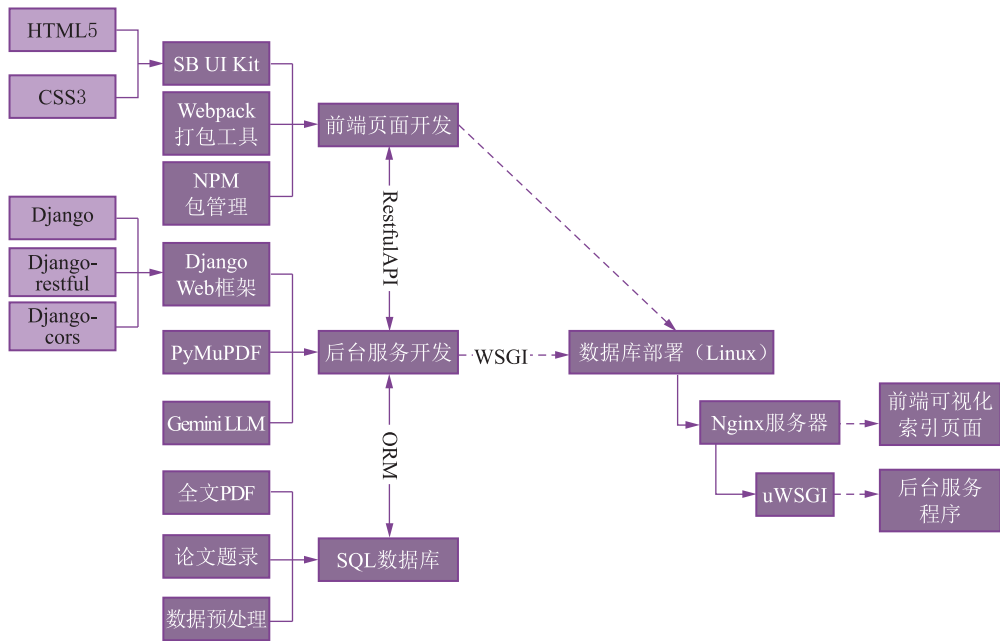 HTML5
CSS3
SB UI Kit
Webpack
打包工具
NPM
包管理
前端页面开发
RestfulAPI
Django
Django-
restful
Django-
cors
Django
Web框架
PyMuPDF
Gemini LLM
后台服务开发
WSGI
数据库部署（Linux）
ORM
Nginx服务器
前端可视化
索引页面
uWSGI
后台服务
程序
全文PDF
论文题录
数据预处理
SQL数据库